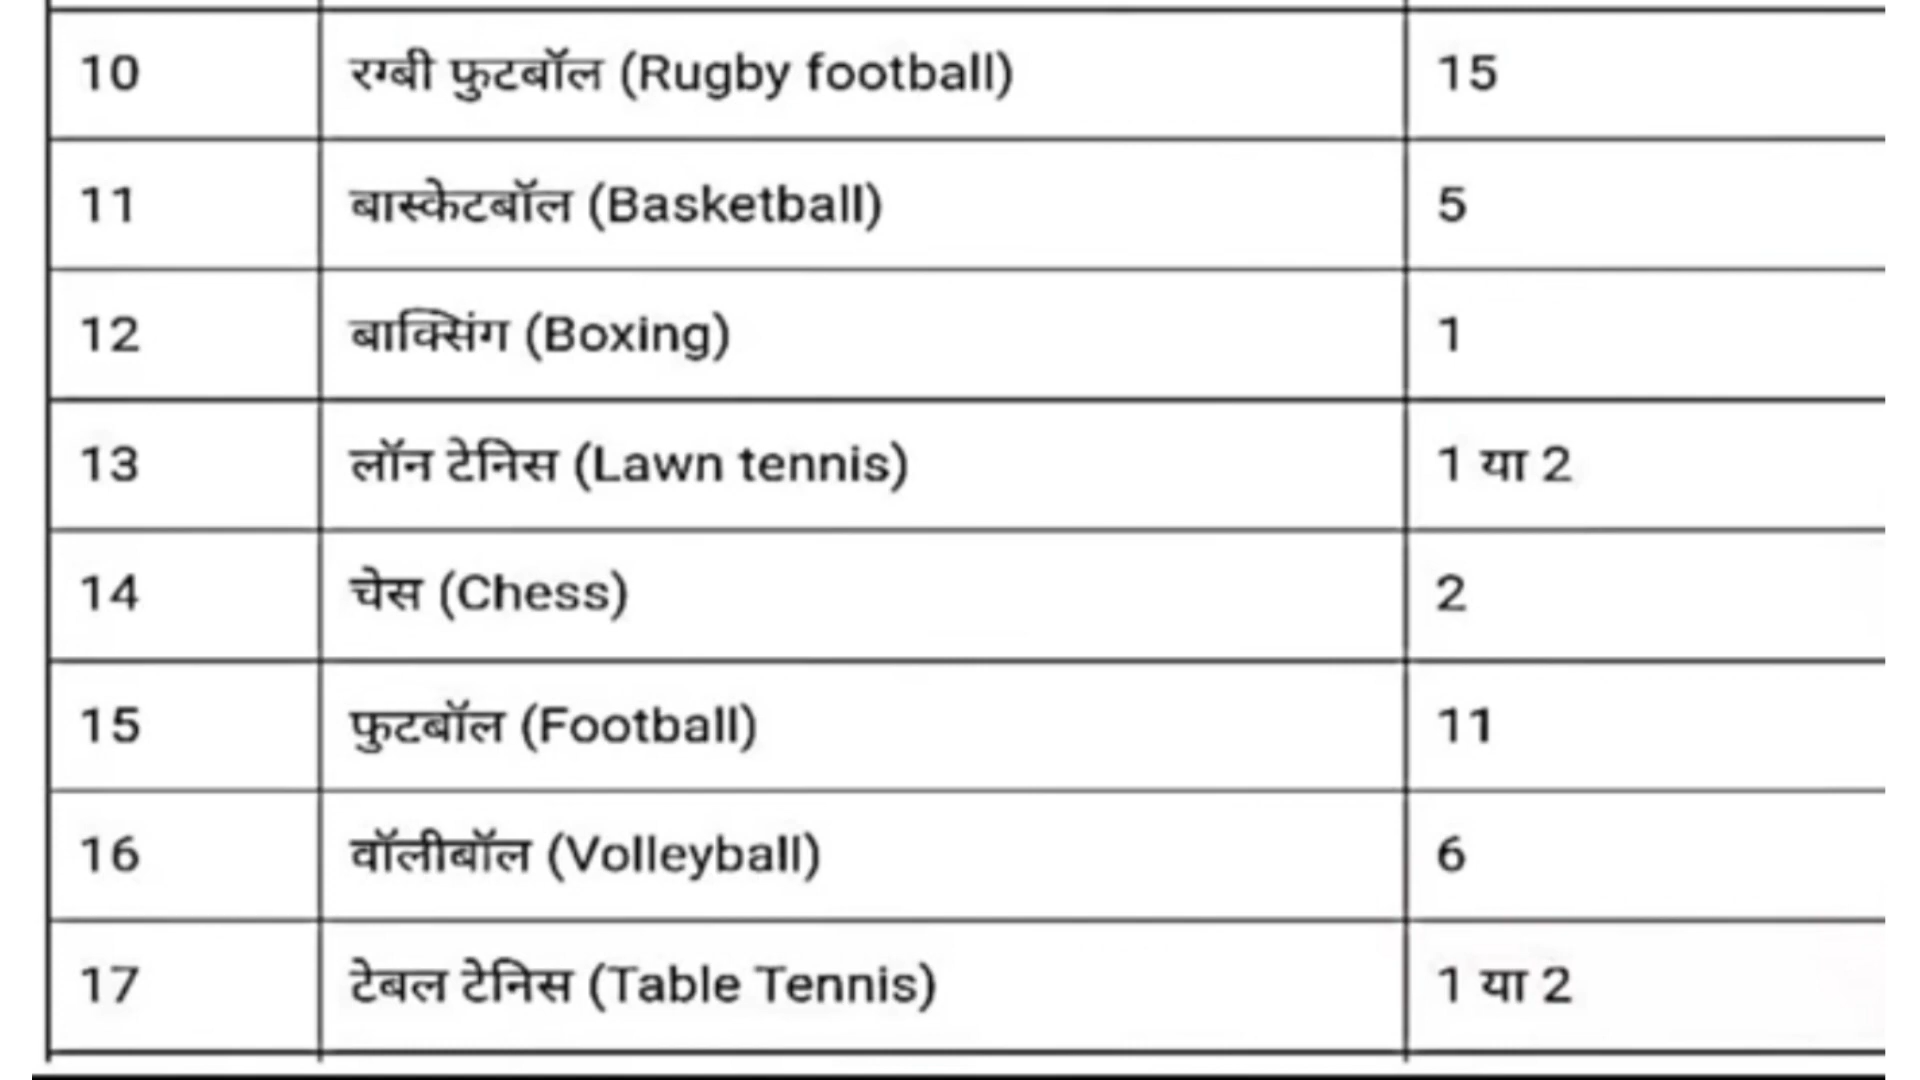 10 रग्बी फुटबॉल (Rugby football) 15
11 बास्केटबॉल (Basketball) 5
12 बाक्सिंग (Boxing) 1
13 लॉन टेनिस (Lawn tennis) 1 या 2
14 चेस (Chess) 2
15 फुटबॉल (Football) 11
16 वॉलीबॉल (Volleyball) 6
17 टेबल टेनिस (Table Tennis) 1 या 2